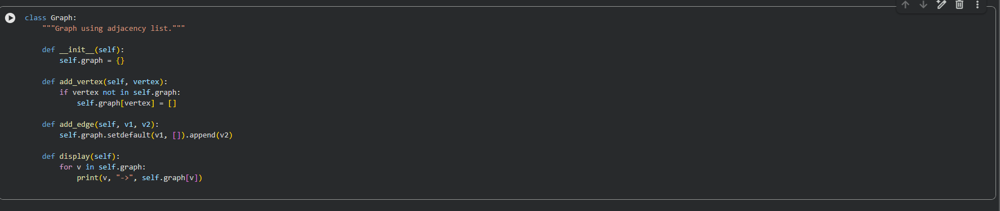 class Graph:
    """Graph using adjacency list."""

    def __init__(self):
        self.graph = {}

    def add_vertex(self, vertex):
        if vertex not in self.graph:
            self.graph[vertex] = []

    def add_edge(self, v1, v2):
        self.graph.setdefault(v1, []).append(v2)

    def display(self):
        for v in self.graph:
            print(v, "->", self.graph[v])